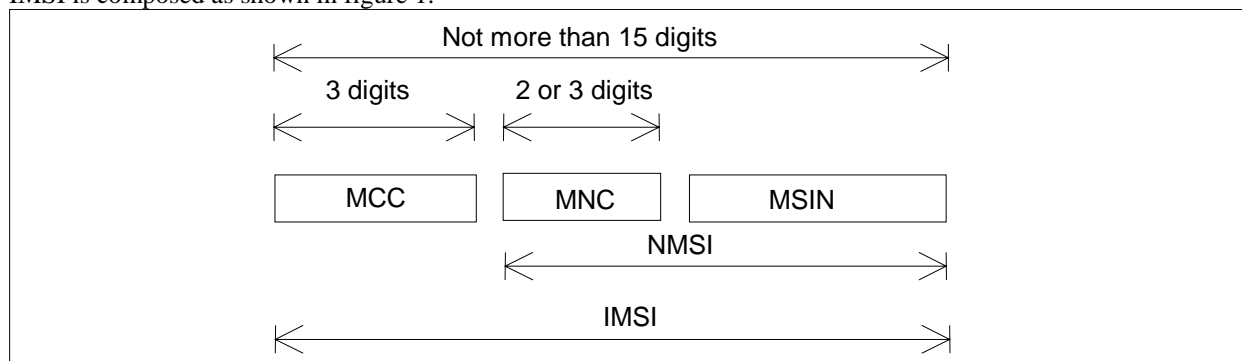 IMSI is composed as shown in figure 1.
Not more than 15 digits
3 digits 2 or 3 digits
MCC MNC MSIN
NMSI
IMSI